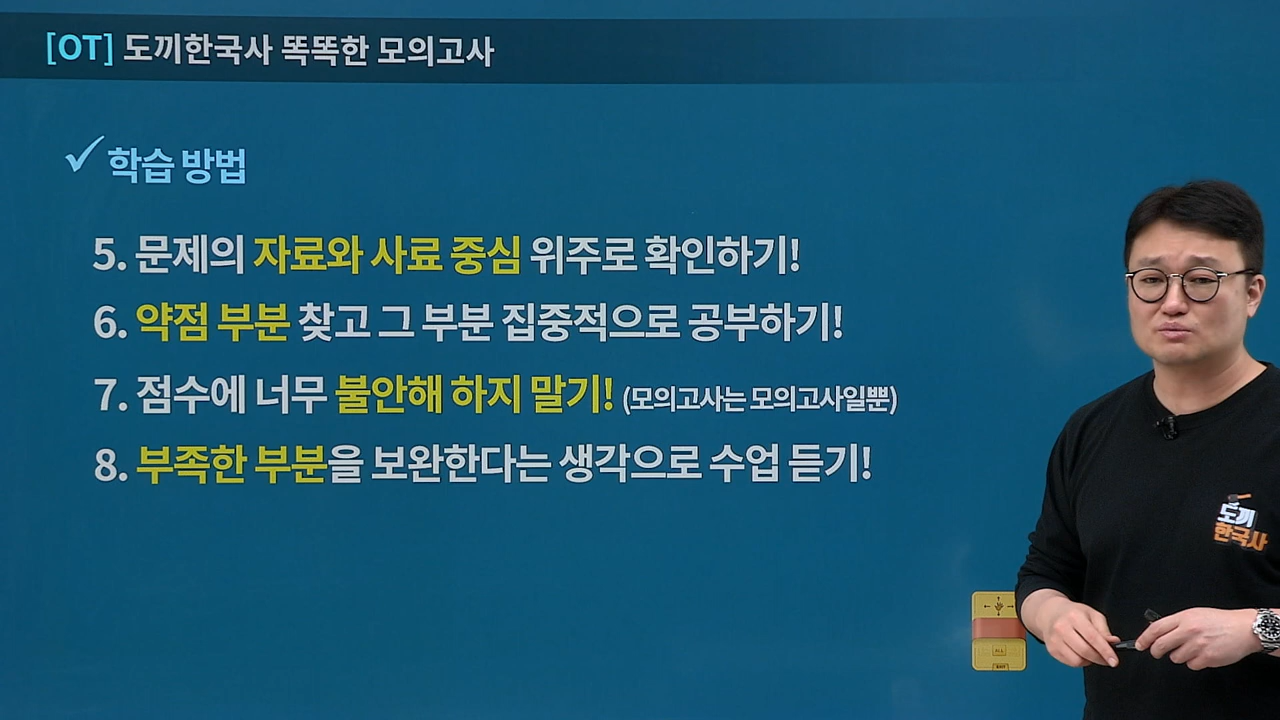 [OT] 도끼한국사 똑똑한 모의고사
학습 방법
5. 문제의 자료와 사료 중심 위주로 확인하기!
6. 약점 부분 찾고 그 부분 집중적으로 공부하기!
7. 점수에 너무 불안해 하지 말기! (모의고사는 모의고사일뿐)
8. 부족한 부분을 보완한다는 생각으로 수업 듣기!
도끼
한국사
ALL
EXIT